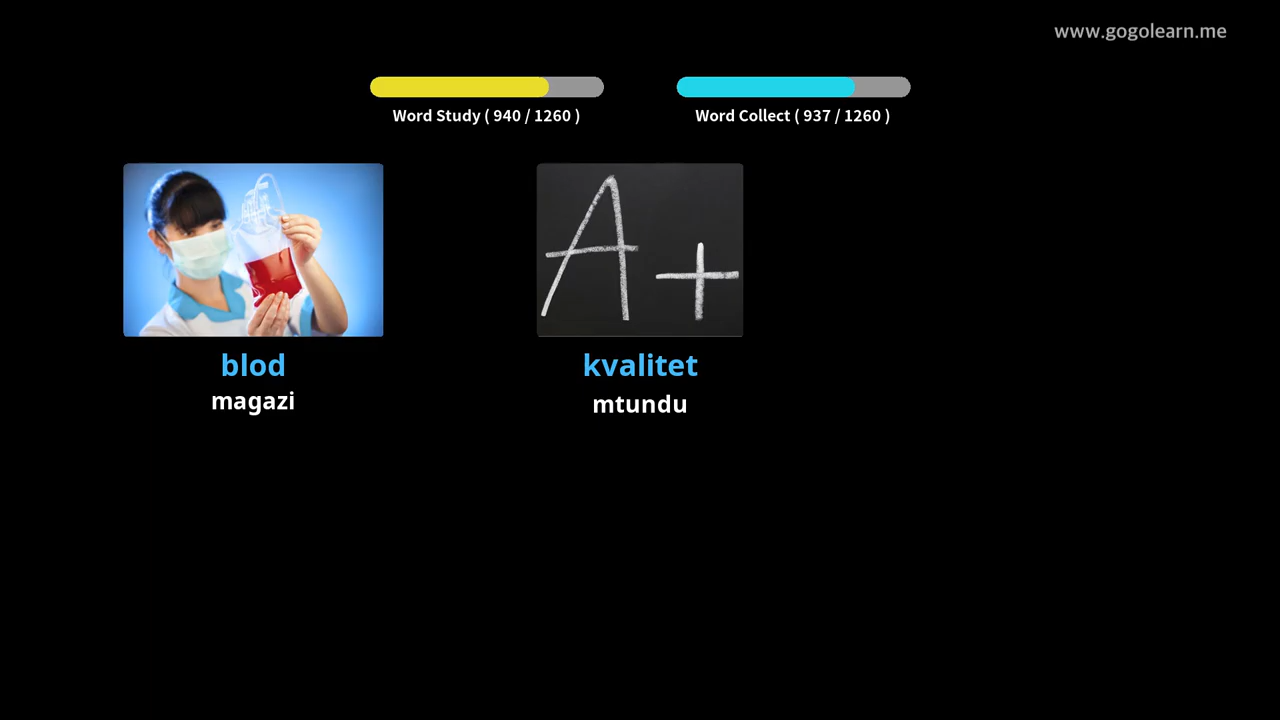 www.gogolearn.me
Word Study ( 940 / 1260 )
Word Collect ( 937 / 1260 )
A+
blod
kvalitet
magazi
mtundu